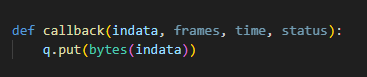 def callback(indata, frames, time, status):
    q.put(bytes(indata))